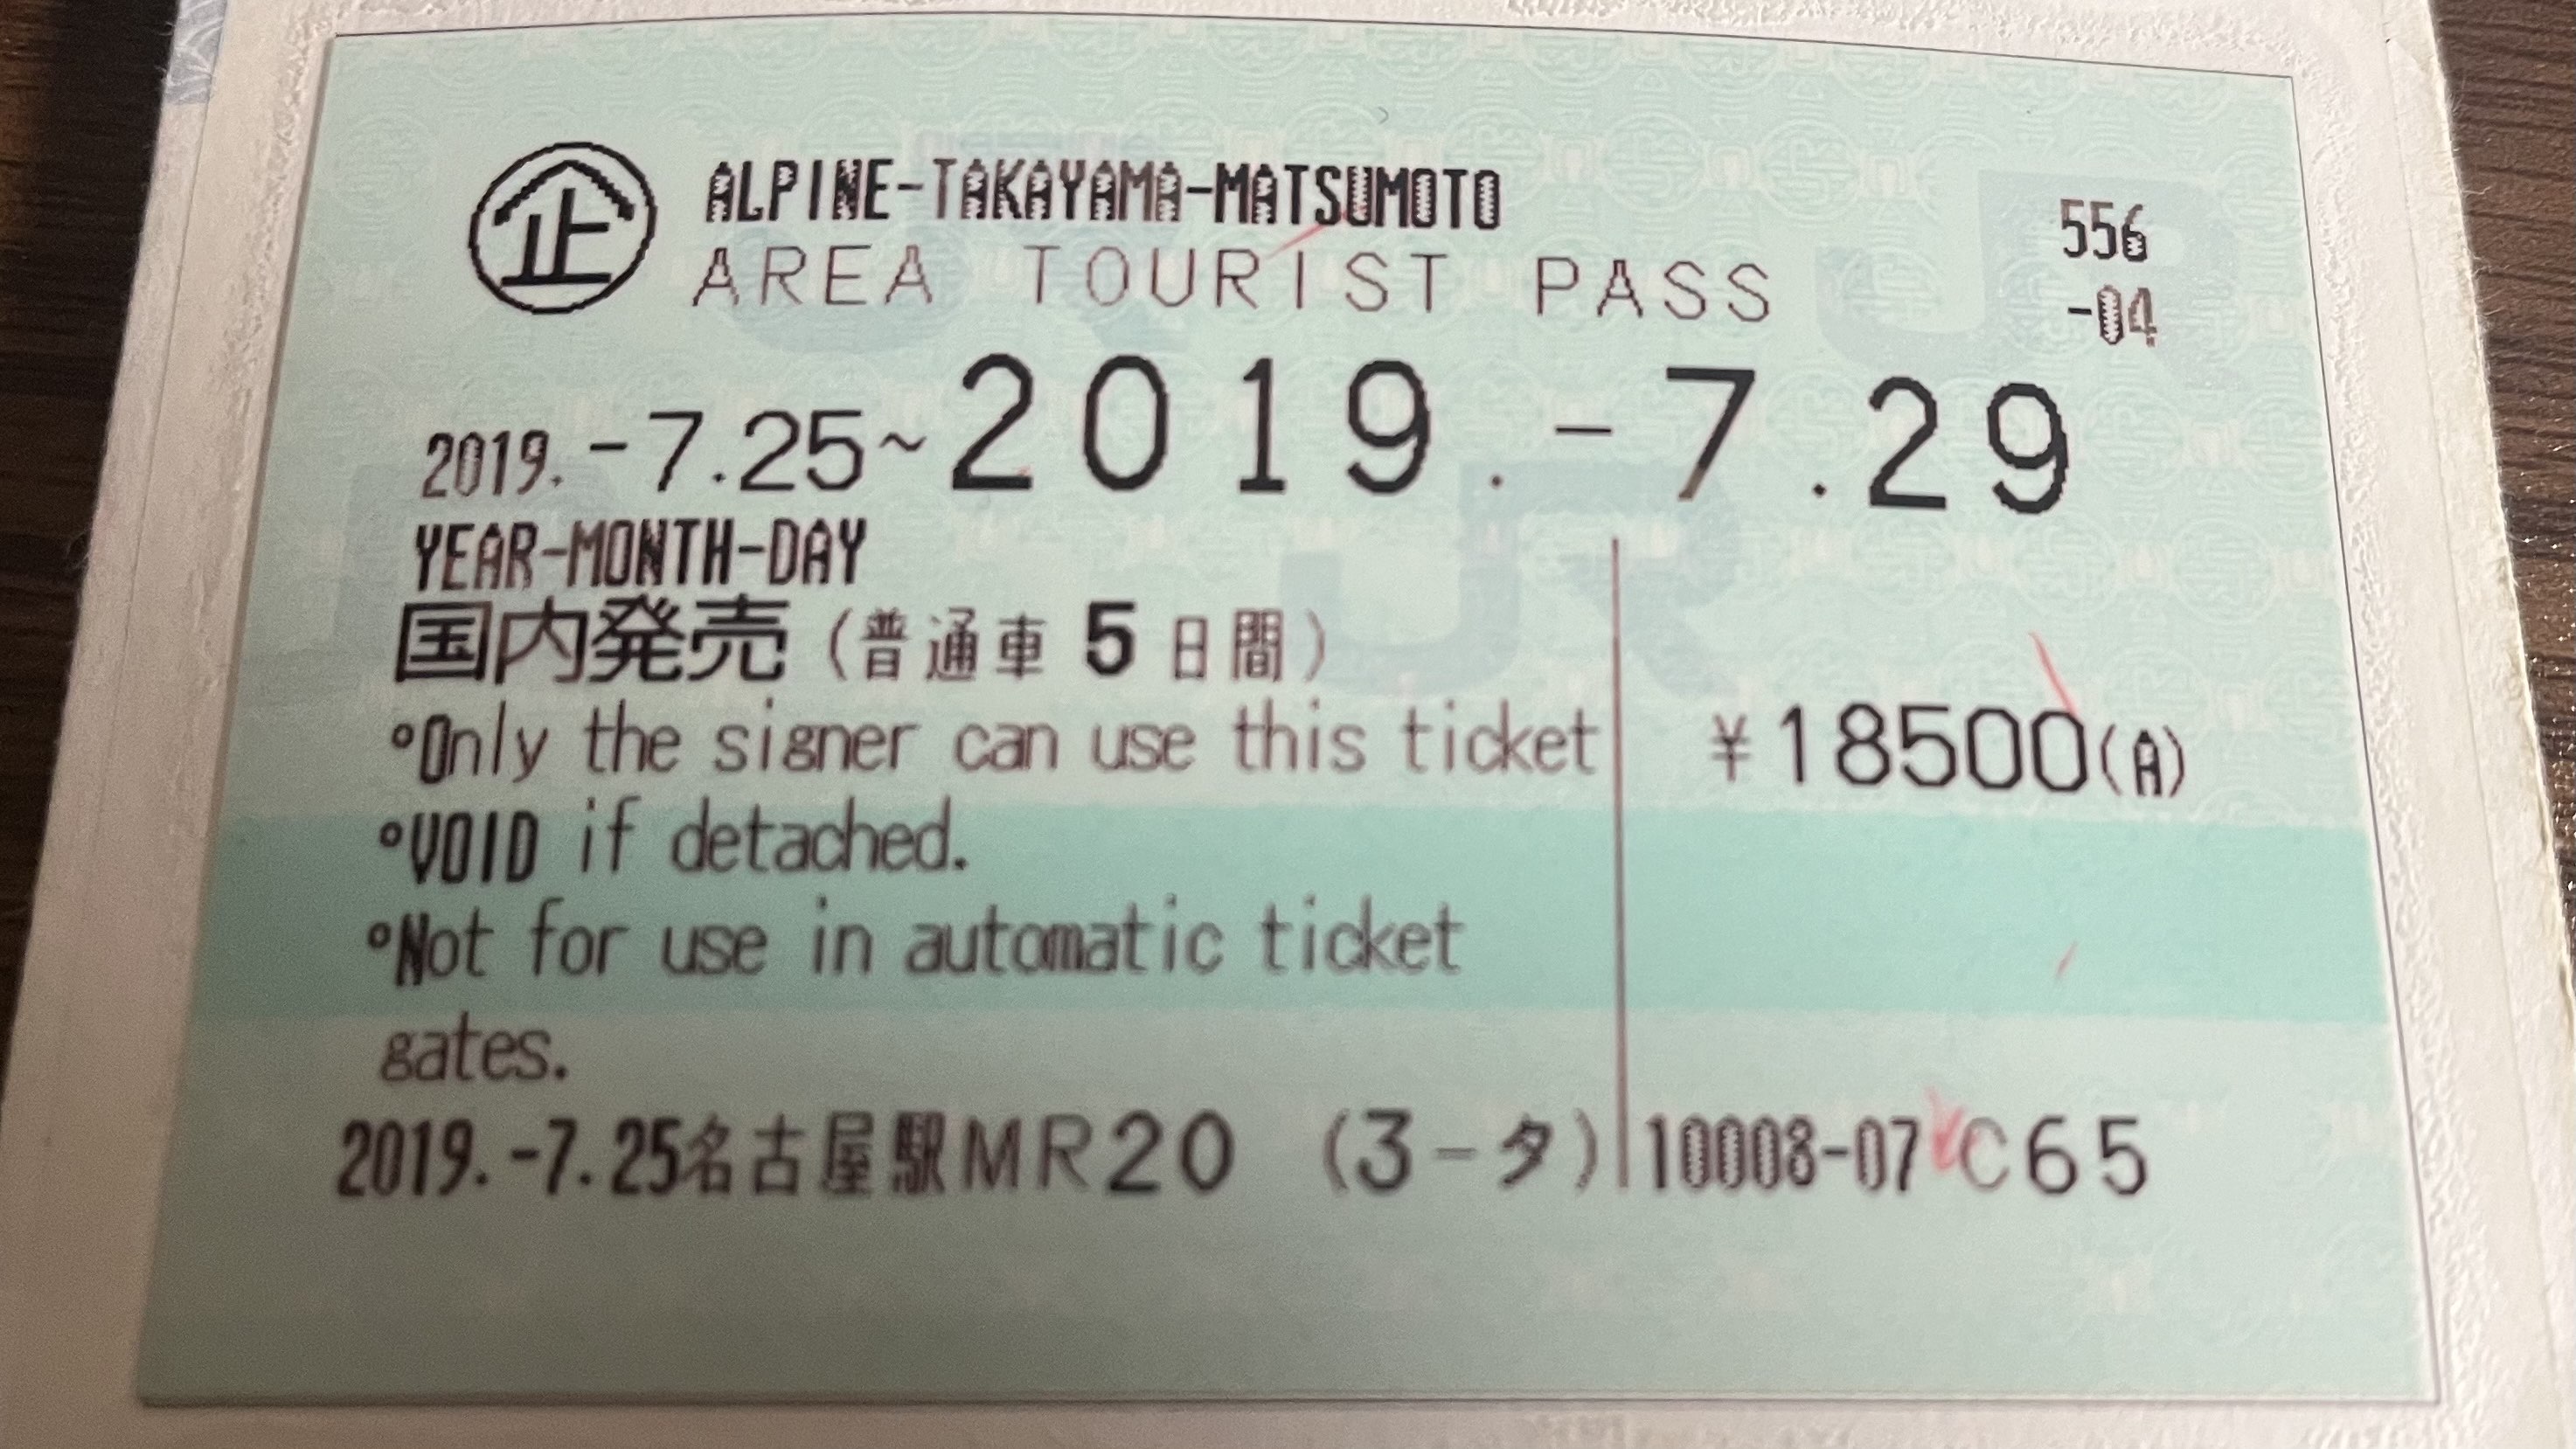 企 ALPINE-TAKAYAMA-MATSUMOTO
AREA TOURIST PASS
556
-04
2019.-7.25~2019.-7.29
YEAR-MONTH-DAY
国内発売(普通車5日間)
°Only the signer can use this ticket
¥18500(A)
°VOID if detached.
°Not for use in automatic ticket
gates.
2019.-7.25名古屋駅MR20 (3-タ) 10008-07 C65
JR